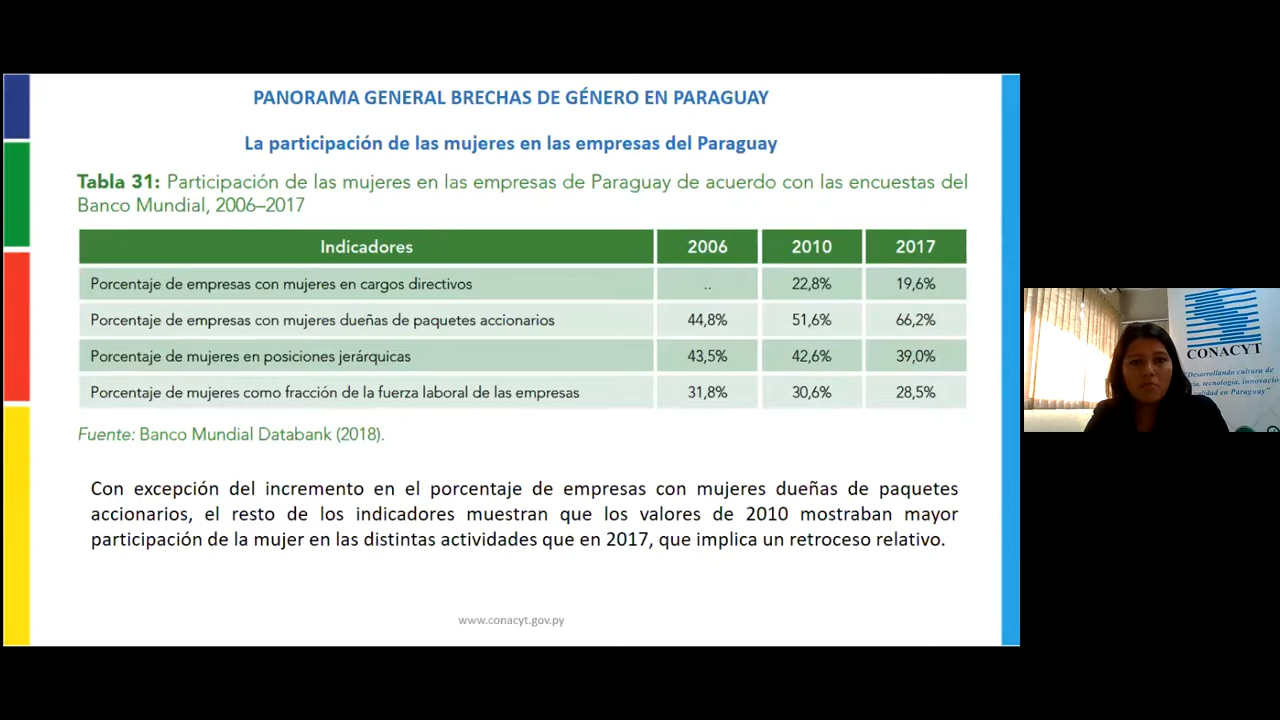 PANORAMA GENERAL BRECHAS DE GÉNERO EN PARAGUAY
La participación de las mujeres en las empresas del Paraguay
Tabla 31: Participación de las mujeres en las empresas de Paraguay de acuerdo con las encuestas del
Banco Mundial, 2006–2017
Indicadores 2006 2010 2017
Porcentaje de empresas con mujeres en cargos directivos .. 22,8% 19,6%
Porcentaje de empresas con mujeres dueñas de paquetes accionarios 44,8% 51,6% 66,2%
Porcentaje de mujeres en posiciones jerárquicas 43,5% 42,6% 39,0%
Porcentaje de mujeres como fracción de la fuerza laboral de las empresas 31,8% 30,6% 28,5%
Fuente: Banco Mundial Databank (2018).
Con excepción del incremento en el porcentaje de empresas con mujeres dueñas de paquetes
accionarios, el resto de los indicadores muestran que los valores de 2010 mostraban mayor
participación de la mujer en las distintas actividades que en 2017, que implica un retroceso relativo.
www.conacyt.gov.py
CONACYT
"Desarrollando cultura de
tecnología, innovació
en Paraguay"